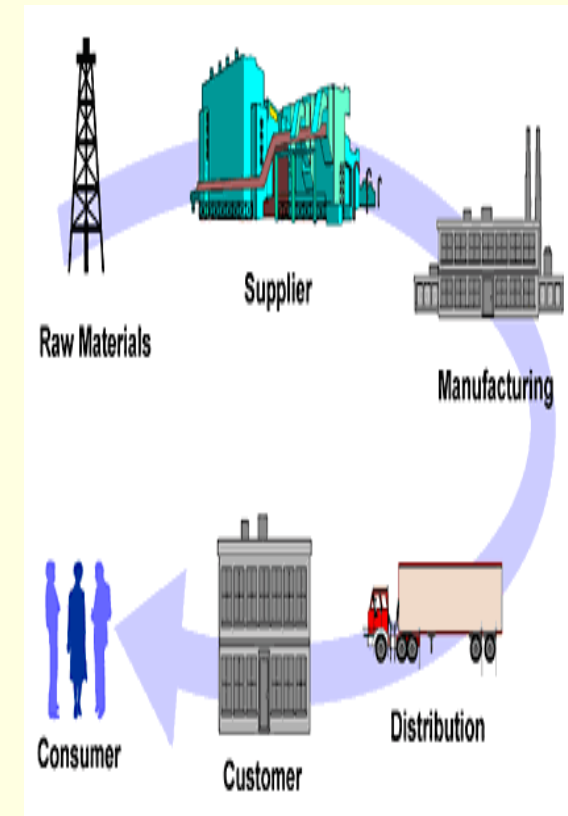 Raw Materials
Supplier
Manufacturing
Distribution
Customer
Consumer